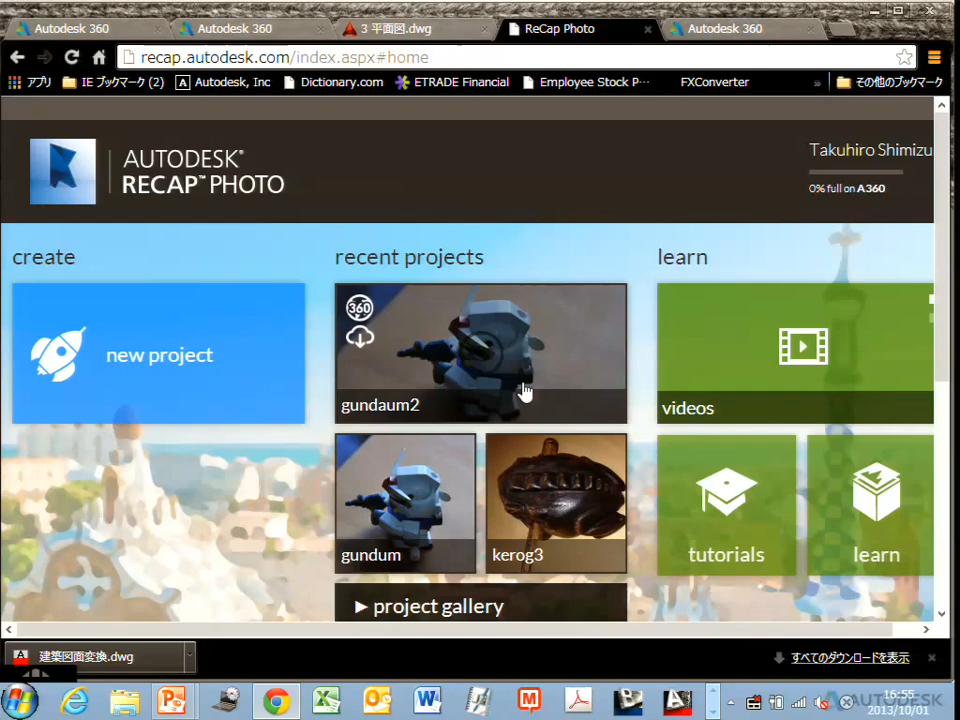 Autodesk 360
Autodesk 360
3 平面図.dwg
ReCap Photo
Autodesk 360
recap.autodesk.com/index.aspx#home
アプリ
IE ブックマーク (2)
Autodesk, Inc
Dictionary.com
ETRADE Financial
Employee Stock P…
FXConverter
»
その他のブックマーク
AUTODESK®
RECAP™ PHOTO
Takuhiro Shimizu
0% full on A360
create
recent projects
learn
new project
360
gundaum2
videos
gundum
kerog3
tutorials
learn
project gallery
建築図面変換.dwg
すべてのダウンロードを表示
16:55
2013/10/01
AUTODESK